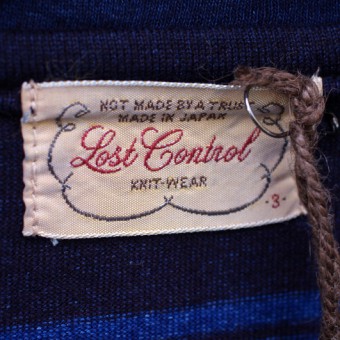 NOT MADE BY A TRUST
MADE IN JAPAN
Lost Control
KNIT-WEAR
-3-